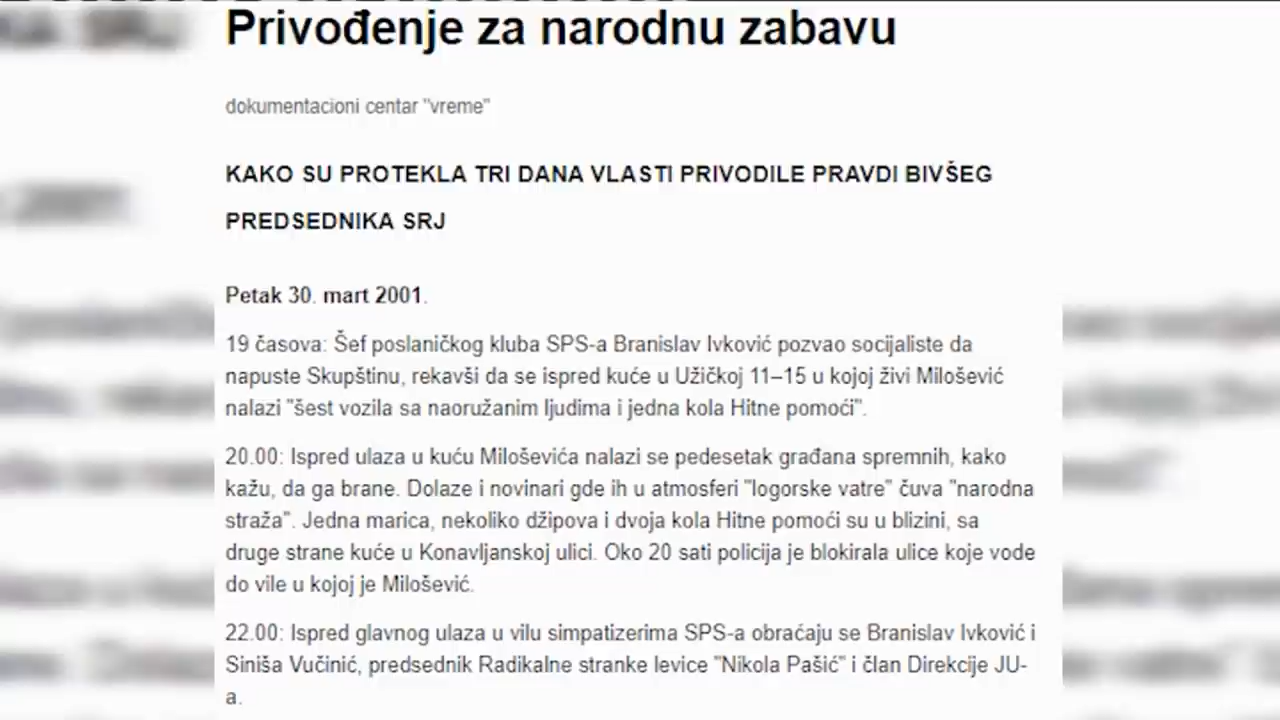 Privođenje za narodnu zabavu
dokumentacioni centar "vreme"
KAKO SU PROTEKLA TRI DANA VLASTI PRIVODILE PRAVDI BIVŠEG
PREDSEDNIKA SRJ
Petak 30. mart 2001.
19 časova: Šef poslaničkog kluba SPS-a Branislav Ivković pozvao socijaliste da
napuste Skupštinu, rekavši da se ispred kuće u Užičkoj 11–15 u kojoj živi Milošević
nalazi "šest vozila sa naoružanim ljudima i jedna kola Hitne pomoći".
20.00: Ispred ulaza u kuću Miloševića nalazi se pedesetak građana spremnih, kako
kažu, da ga brane. Dolaze i novinari gde ih u atmosferi "logorske vatre" čuva "narodna
straža". Jedna marica, nekoliko džipova i dvoja kola Hitne pomoći su u blizini, sa
druge strane kuće u Konavljanskoj ulici. Oko 20 sati policija je blokirala ulice koje vode
do vile u kojoj je Milošević.
22.00: Ispred glavnog ulaza u vilu simpatizerima SPS-a obraćaju se Branislav Ivković i
Siniša Vučinić, predsednik Radikalne stranke levice "Nikola Pašić" i član Direkcije JU-
a.